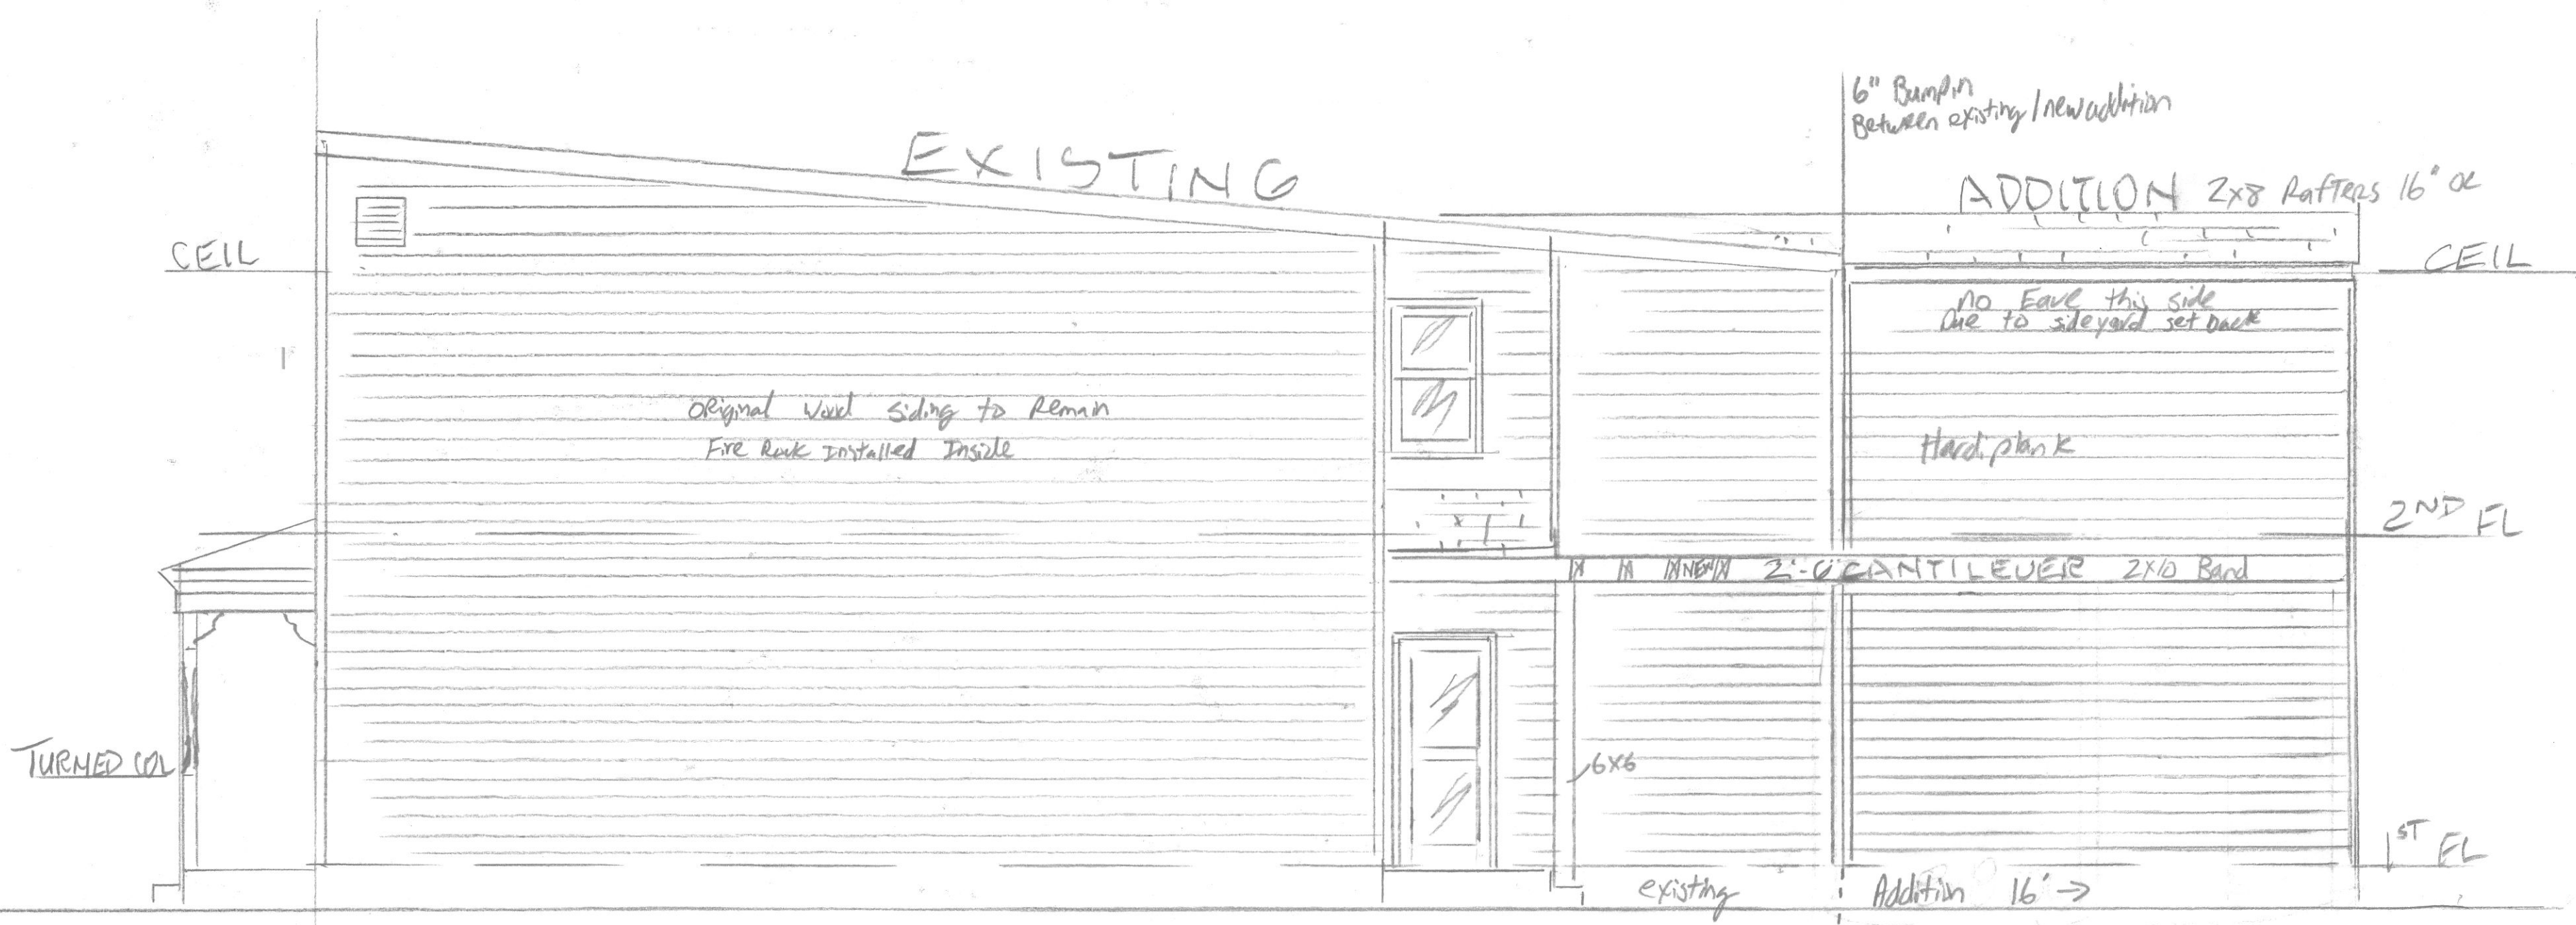 6" Bumpin
Between existing / new addition
EXISTING
ADDITION 2x8 Rafters 16" oc
CEIL
CEIL
no Eave this side
Due to sideyard set back
Original Wood Siding to Remain
Fire Rock Installed Inside
Hardiplank
2ND FL
NEW 2'-6" CANTILEVER 2x10 Band
TURNED COL
6x6
1ST FL
existing
Addition 16' →